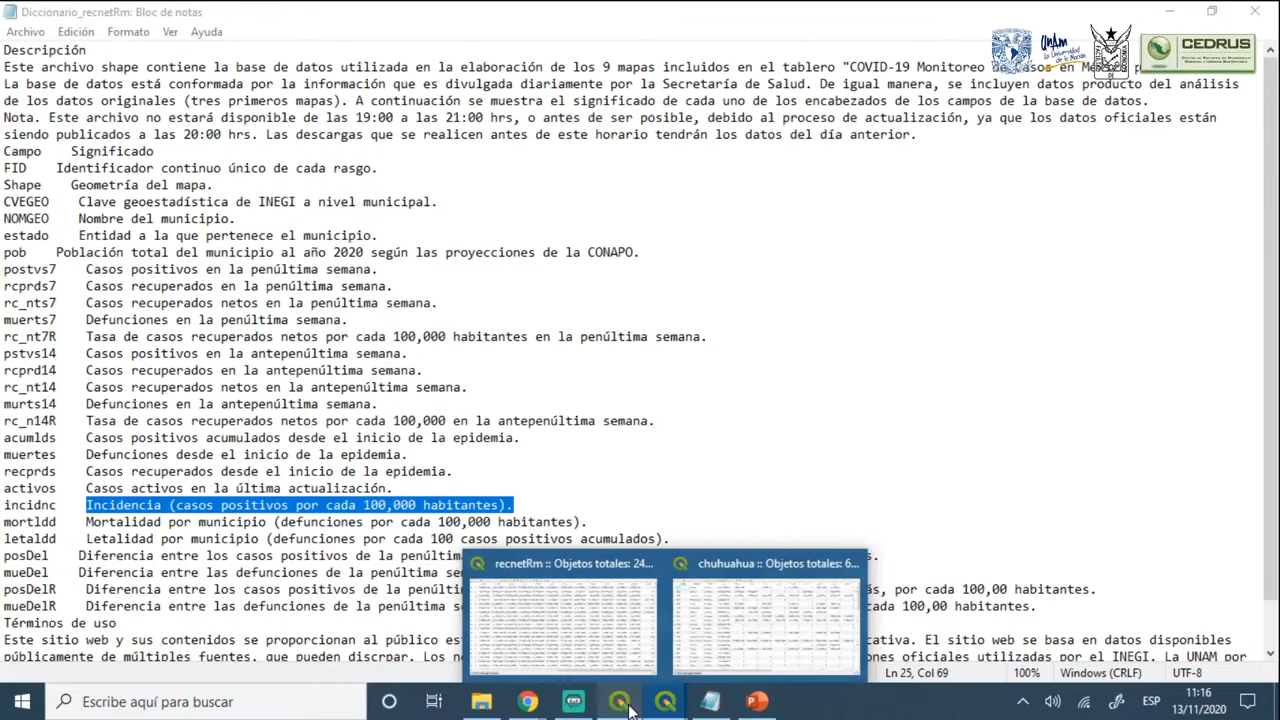 Diccionario_recnetRm: Bloc de notas
Archivo Edición Formato Ver Ayuda
UNAM
La Universidad
de la Nación
CEDRUS
Descripción
Este archivo shape contiene la base de datos utilizada en la elaboración de los 9 mapas incluidos en el tablero "COVID-19
La base de datos está conformada por la información que es divulgada diariamente por la Secretaría de Salud. De igual manera, se incluyen datos producto del análisis
de los datos originales (tres primeros mapas). A continuación se muestra el significado de cada uno de los encabezados de los campos de la base de datos.
Nota. Este archivo no estará disponible de las 19:00 a las 21:00 hrs, o antes de ser posible, debido al proceso de actualización, ya que los datos oficiales están
siendo publicados a las 20:00 hrs. Las descargas que se realicen antes de este horario tendrán los datos del día anterior.
Campo Significado
FID Identificador continuo único de cada rasgo.
Shape Geometría del mapa.
CVEGEO Clave geoestadística de INEGI a nivel municipal.
NOMGEO Nombre del municipio.
estado Entidad a la que pertenece el municipio.
pob Población total del municipio al año 2020 según las proyecciones de la CONAPO.
postvs7 Casos positivos en la penúltima semana.
rcprds7 Casos recuperados en la penúltima semana.
rc_nts7 Casos recuperados netos en la penúltima semana.
muerts7 Defunciones en la penúltima semana.
rc_nt7R Tasa de casos recuperados netos por cada 100,000 habitantes en la penúltima semana.
pstvs14 Casos positivos en la antepenúltima semana.
rcprd14 Casos recuperados en la antepenúltima semana.
rc_nt14 Casos recuperados netos en la antepenúltima semana.
murts14 Defunciones en la antepenúltima semana.
rc_n14R Tasa de casos recuperados netos por cada 100,000 en la antepenúltima semana.
acumlds Casos positivos acumulados desde el inicio de la epidemia.
muertes Defunciones desde el inicio de la epidemia.
recprds Casos recuperados desde el inicio de la epidemia.
activos Casos activos en la última actualización.
incidnc Incidencia (casos positivos por cada 100,000 habitantes).
mortldd Mortalidad por municipio (defunciones por cada 100,000 habitantes).
letaldd Letalidad por municipio (defunciones por cada 100 casos positivos acumulados).
posDel Diferencia entre los casos positivos de la penúlti
mueDel Diferencia entre las defunciones de la penúltima se
Diferencia entre los casos positivos de la penúlt ás, por cada 100,00 habitantes.
eDelR Diferencia entre las defunciones de la penúltima s cada 100,00 habitantes.
Términos de uso
Este sitio web y sus contenidos se proporcionan al público es
recnetRm :: Objetos totales: 24...
chuhuahua :: Objetos totales: 6...
Ln 25, Col 69 100% Windows (CRLF) UTF-8
Escribe aquí para buscar
ESP
11:16
13/11/2020